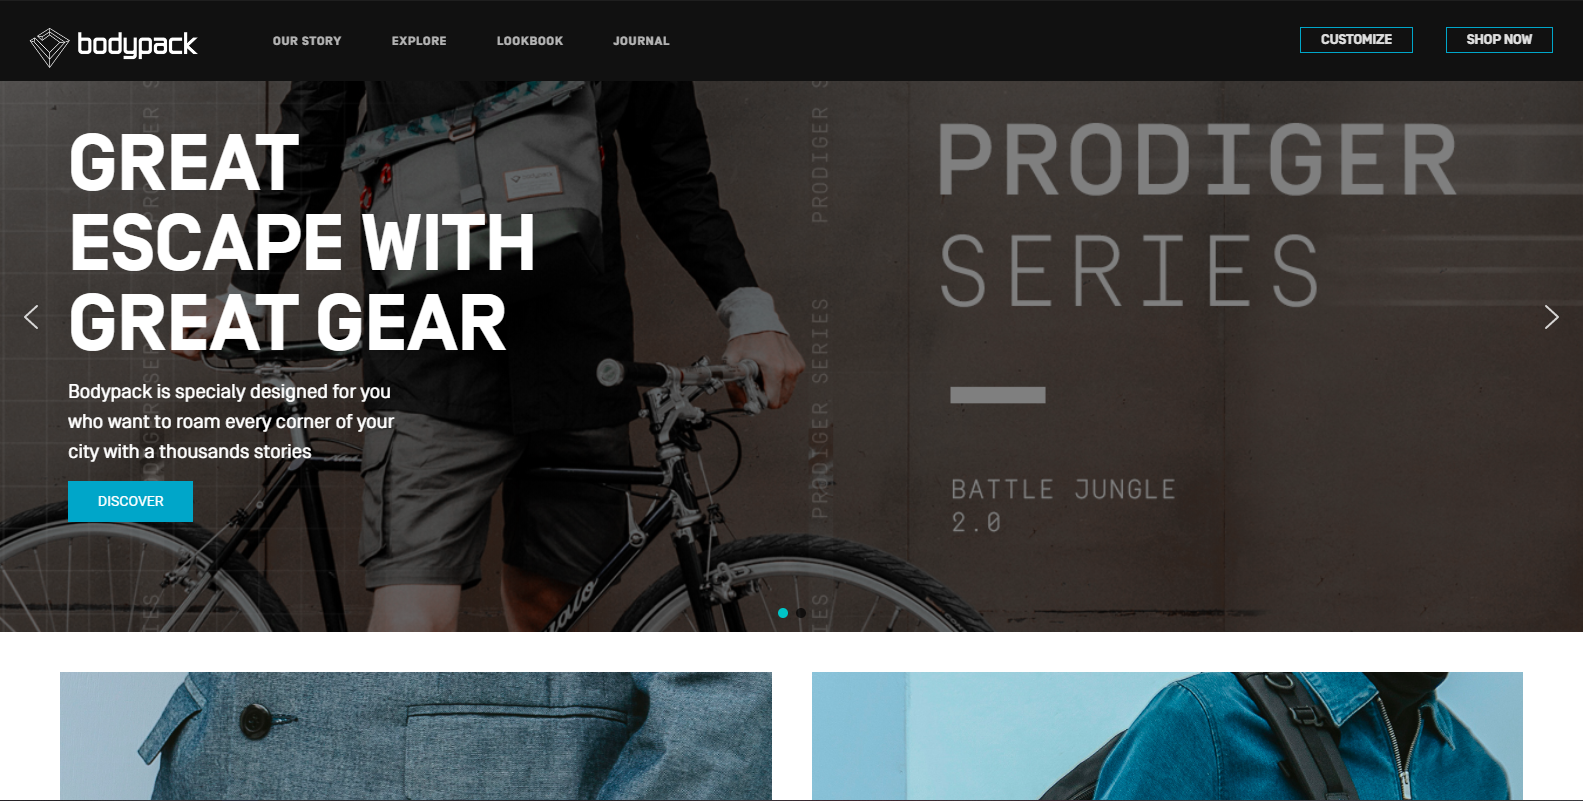 bodypack
OUR STORY
EXPLORE
LOOKBOOK
JOURNAL
CUSTOMIZE
SHOP NOW
GREAT
ESCAPE WITH
GREAT GEAR
Bodypack is specialy designed for you
who want to roam every corner of your
city with a thousands stories
DISCOVER
PRODIGER
SERIES
BATTLE JUNGLE
2.0
PRODIGER SERIES